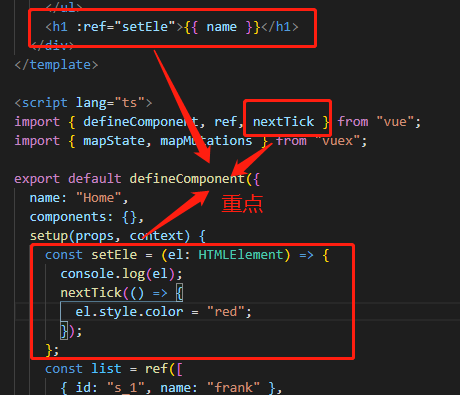 </ul>
<h1 :ref="setEle">{{ name }}</h1>
</div>
</template>
<script lang="ts">
import { defineComponent, ref, nextTick } from "vue";
import { mapState, mapMutations } from "vuex";
export default defineComponent({
name: "Home",
重点
components: {},
setup(props, context) {
const setEle = (el: HTMLElement) => {
console.log(el);
nextTick(() => {
el.style.color = "red";
});
};
const list = ref([
{ id: "s_1", name: "frank" },